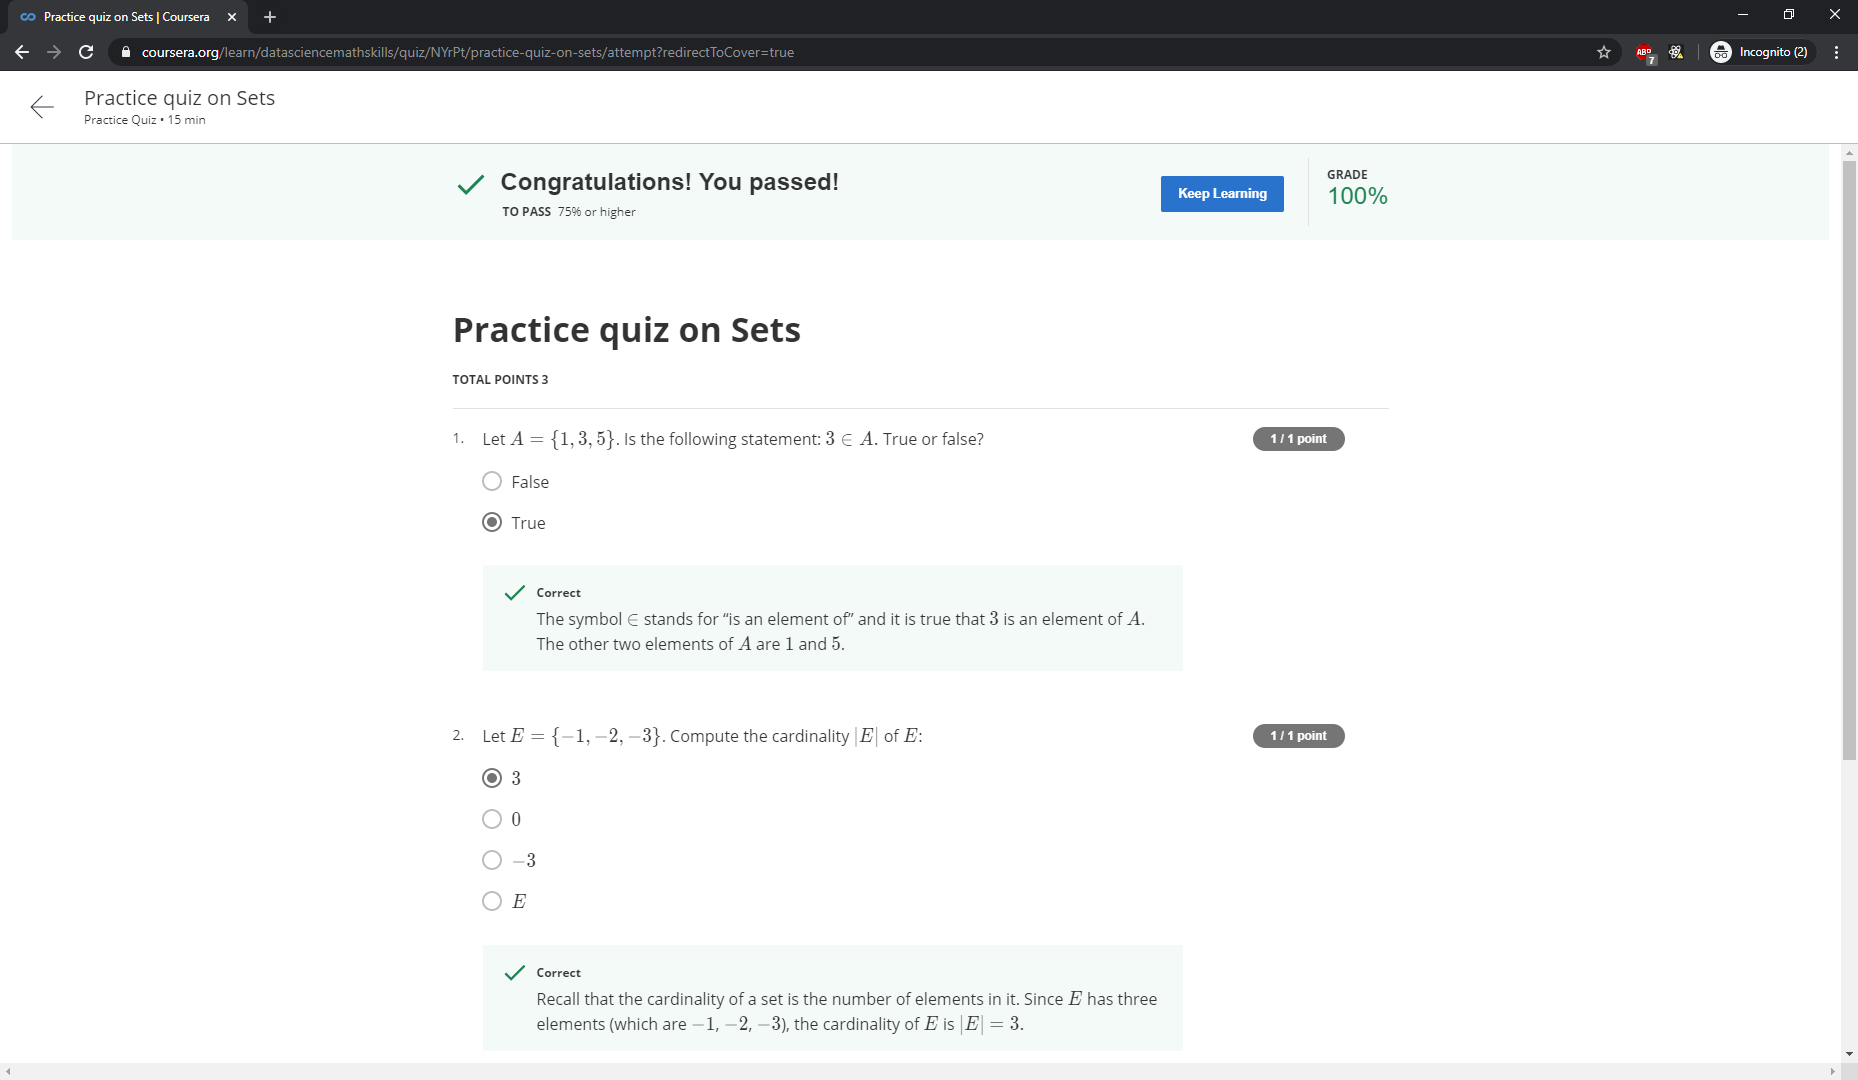 Practice quiz on Sets | Coursera
coursera.org/learn/datasciencemathskills/quiz/NYrPt/practice-quiz-on-sets/attempt?redirectToCover=true
ABP
7
Incognito (2)
Practice quiz on Sets
Practice Quiz • 15 min
Congratulations! You passed!
TO PASS 75% or higher
Keep Learning
GRADE
100%
Practice quiz on Sets
TOTAL POINTS 3
1. Let A = {1, 3, 5}. Is the following statement: 3 ∈ A. True or false?
1 / 1 point
False
True
Correct
The symbol ∈ stands for “is an element of” and it is true that 3 is an element of A.
The other two elements of A are 1 and 5.
2. Let E = {−1, −2, −3}. Compute the cardinality |E| of E:
1 / 1 point
3
0
−3
E
Correct
Recall that the cardinality of a set is the number of elements in it. Since E has three
elements (which are −1, −2, −3), the cardinality of E is |E| = 3.